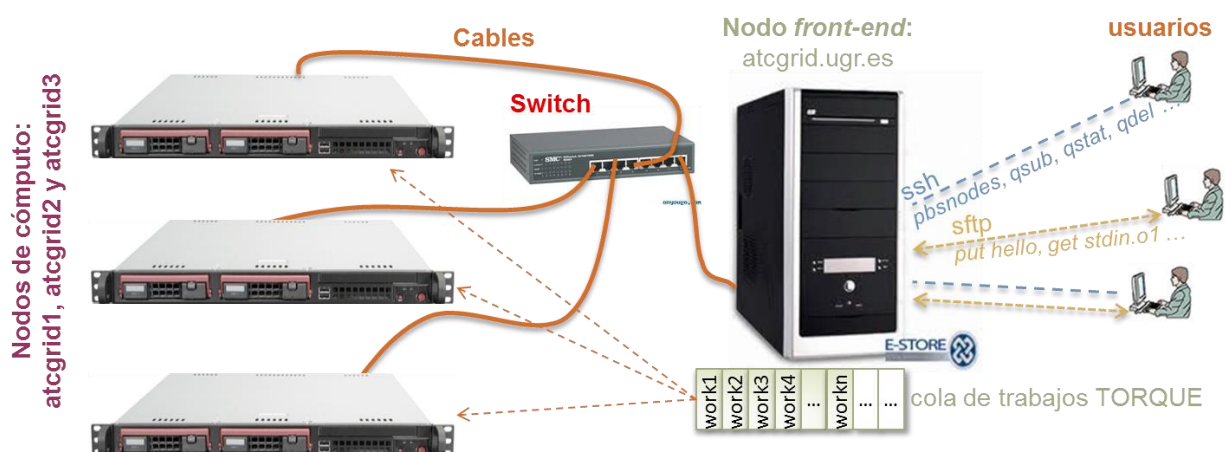 Nodos de cómputo:
atcgrid1, atcgrid2 y atcgrid3
Cables
Switch
SMC
Nodo front-end:
atcgrid.ugr.es
usuarios
ssh
pbsnodes, qsub, qstat, qdel ...
sftp
put hello, get stdin.o1 ...
E-STORE
work1
work2
work3
work4
...
workn
...
...
cola de trabajos TORQUE